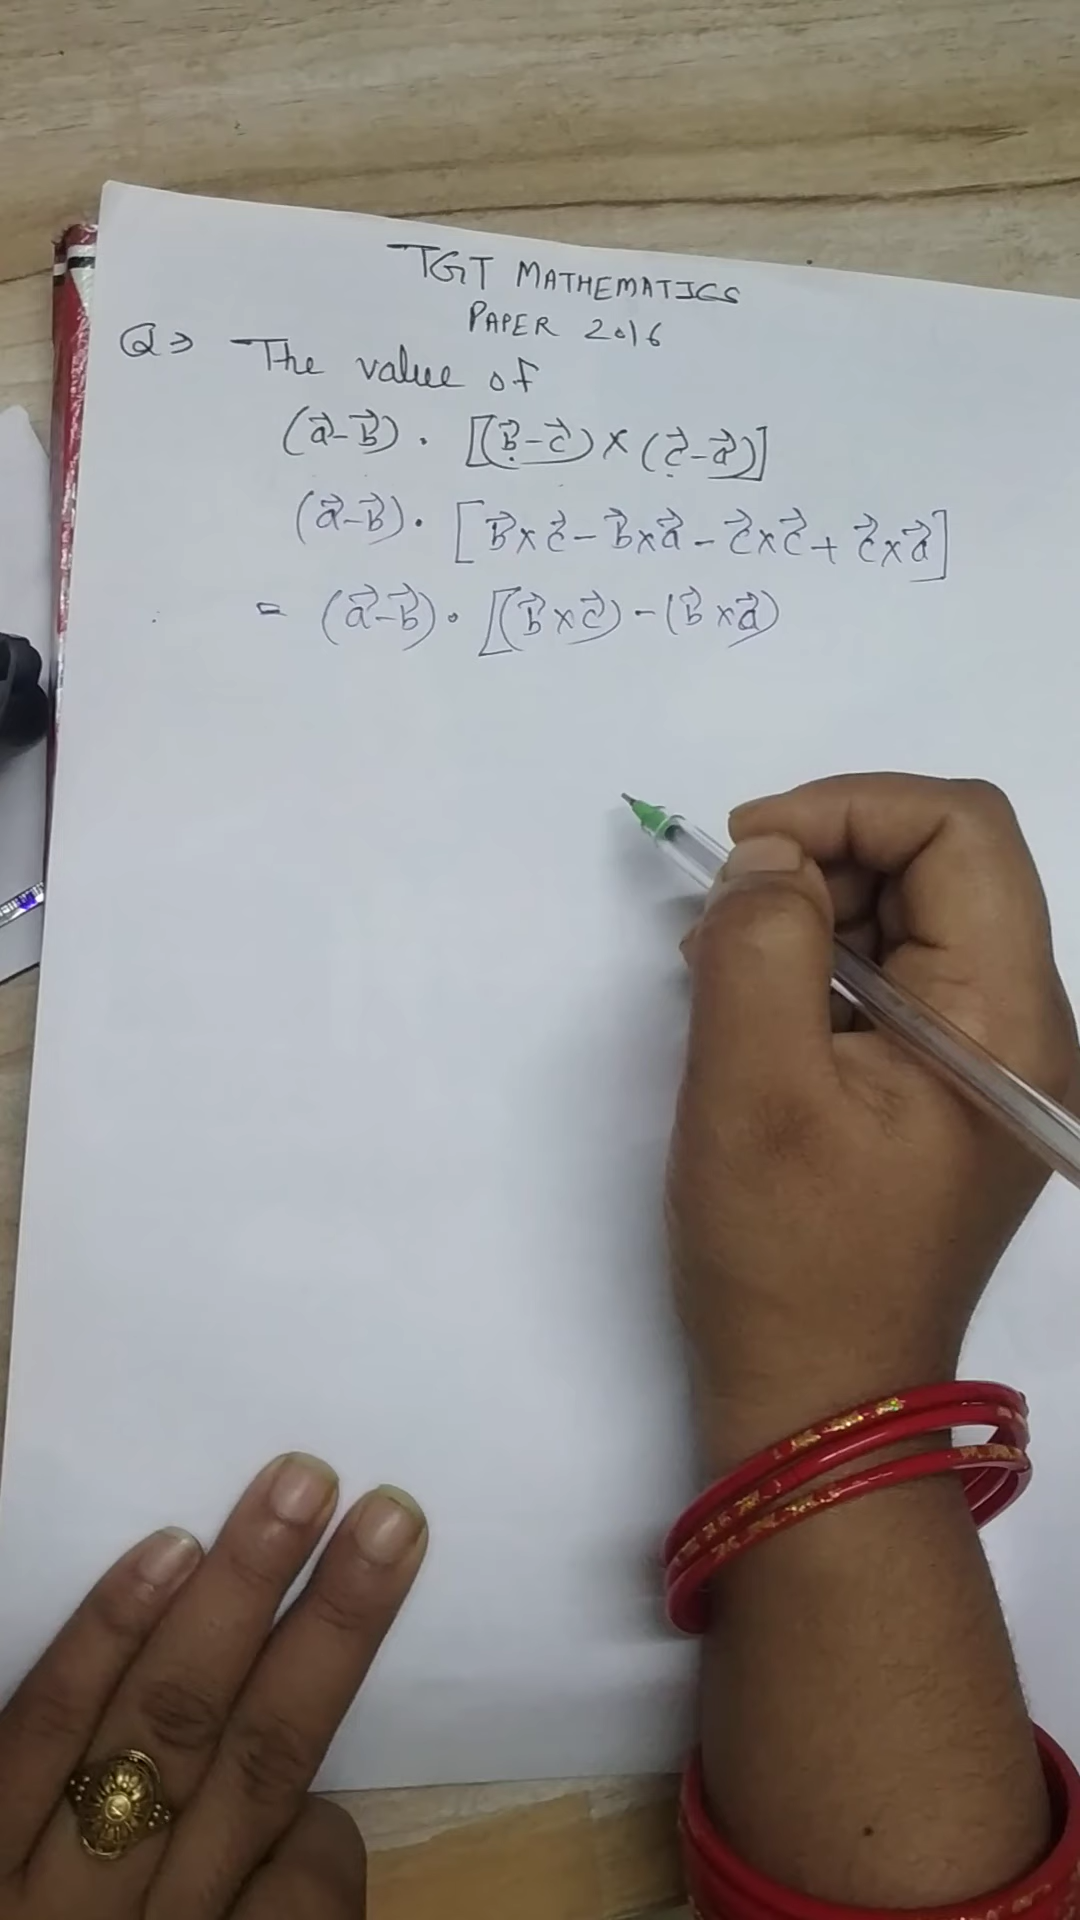 TGT MATHEMATICS
PAPER 2016
Q⇒ The value of
(a⃗-b⃗) . [(b⃗-c⃗)×(c⃗-a⃗)]
(a⃗-b⃗). [b⃗×c⃗-b⃗×a⃗-c⃗×c⃗+c⃗×a⃗]
= (a⃗-b⃗). [(b⃗×c⃗)-(b⃗×a⃗)